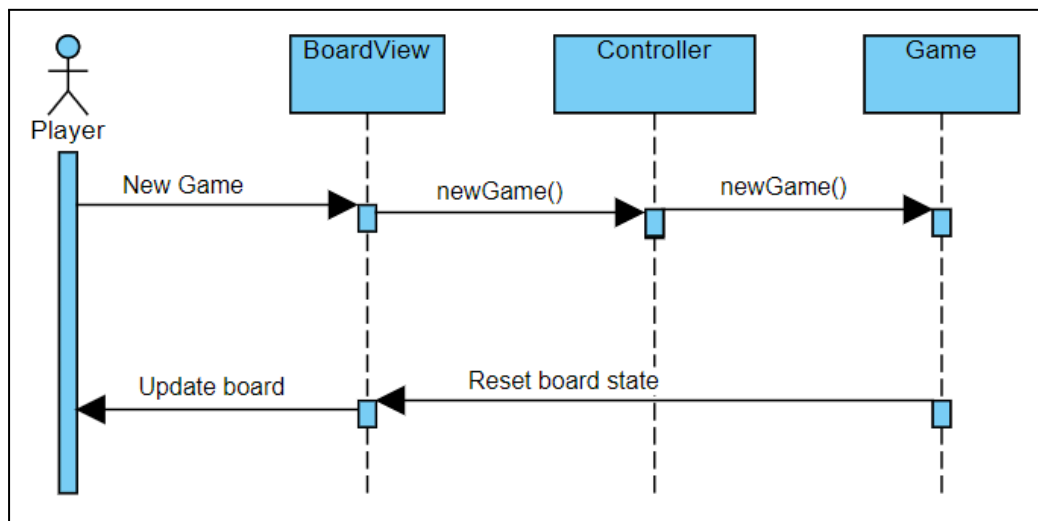 BoardView
Controller
Game
Player
New Game
newGame()
newGame()
Update board
Reset board state